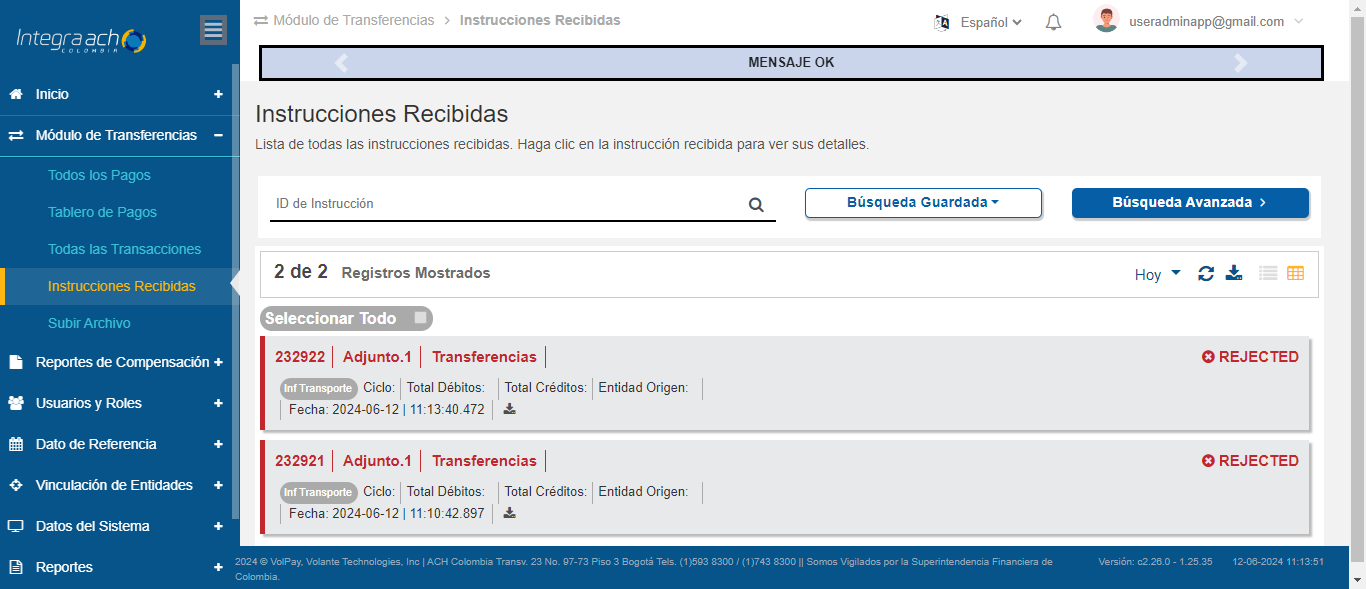 Integra ach
COLOMBIA
Módulo de Transferencias > Instrucciones Recibidas
Español
useradminapp@gmail.com
MENSAJE OK
Inicio +
Módulo de Transferencias −
Todos los Pagos
Tablero de Pagos
Todas las Transacciones
Instrucciones Recibidas
Subir Archivo
Reportes de Compensación +
Usuarios y Roles +
Dato de Referencia +
Vinculación de Entidades +
Datos del Sistema +
Reportes +
Instrucciones Recibidas
Lista de todas las instrucciones recibidas. Haga clic en la instrucción recibida para ver sus detalles.
ID de Instrucción
Búsqueda Guardada
Búsqueda Avanzada >
2 de 2 Registros Mostrados
Hoy
Seleccionar Todo
232922 | Adjunto.1 | Transferencias |
REJECTED
Inf Transporte Ciclo: | Total Débitos: | Total Créditos: | Entidad Origen: |
| Fecha: 2024-06-12 | 11:13:40.472 |
232921 | Adjunto.1 | Transferencias |
REJECTED
Inf Transporte Ciclo: | Total Débitos: | Total Créditos: | Entidad Origen: |
| Fecha: 2024-06-12 | 11:10:42.897 |
2024 © VolPay, Volante Technologies, Inc | ACH Colombia Transv. 23 No. 97-73 Piso 3 Bogotá Tels. (1)593 8300 / (1)743 8300 || Somos Vigilados por la Superintendencia Financiera de
Colombia.
Versión: c2.26.0 - 1.25.35
12-06-2024 11:13:51